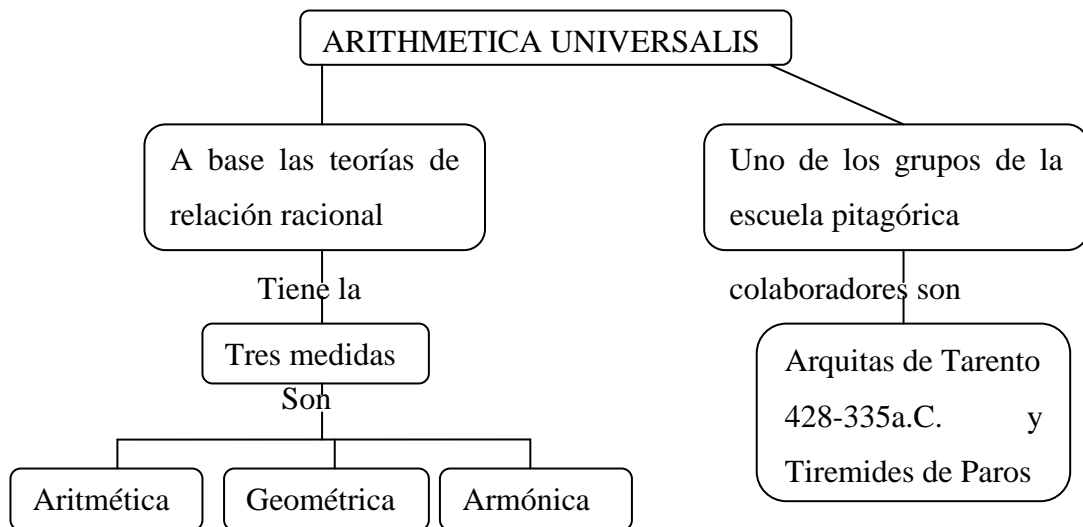 ARITHMETICA UNIVERSALIS
A base las teorías de
relación racional
Tiene la
Tres medidas
Son
Aritmética
Geométrica
Armónica
Uno de los grupos de la
escuela pitagórica
colaboradores son
Arquitas de Tarento
428-335a.C. y
Tiremides de Paros